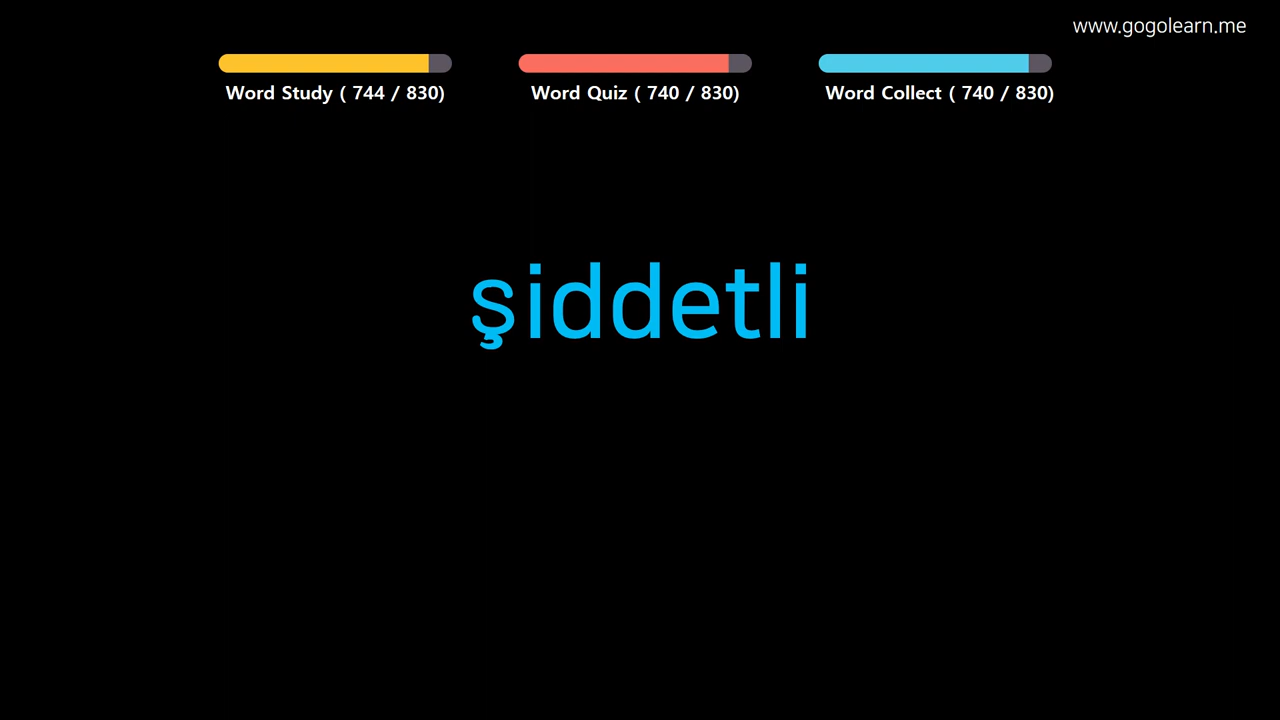 www.gogolearn.me
Word Study ( 744 / 830)
Word Quiz ( 740 / 830)
Word Collect ( 740 / 830)
şiddetli